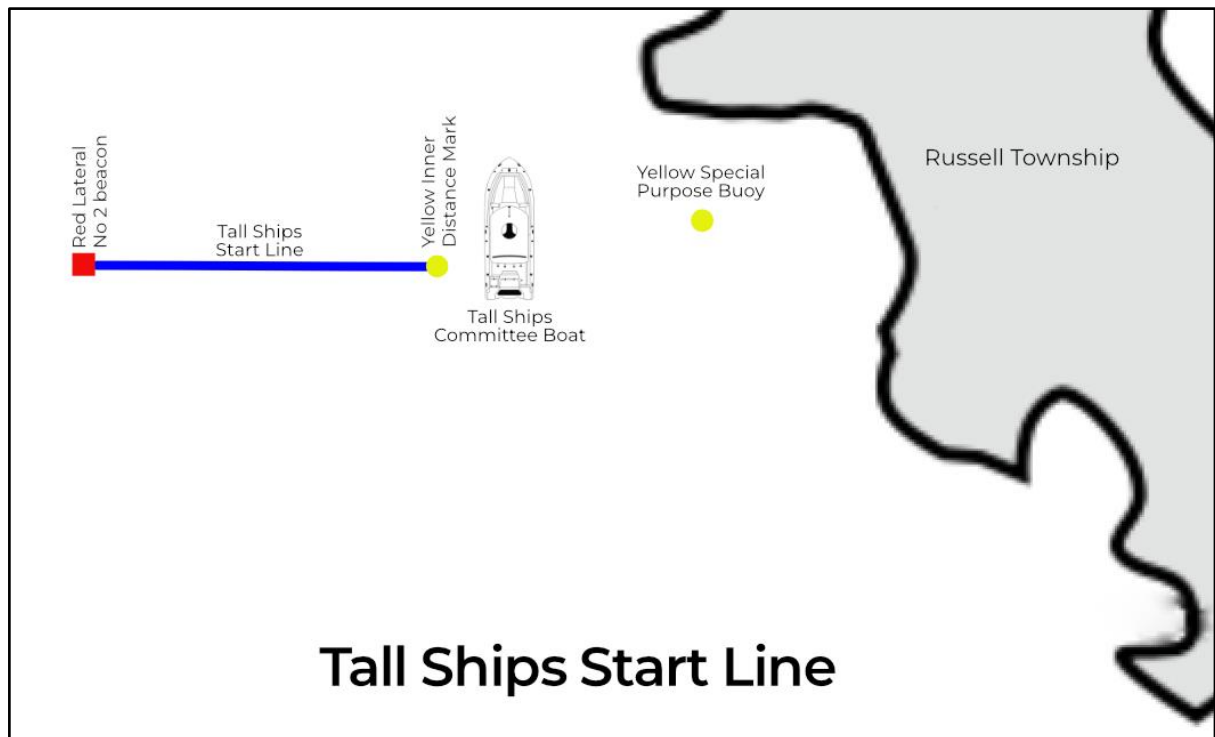 Red Lateral
No 2 beacon
Tall Ships
Start Line
Yellow Inner
Distance Mark
Tall Ships
Committee Boat
Yellow Special
Purpose Buoy
Russell Township
Tall Ships Start Line